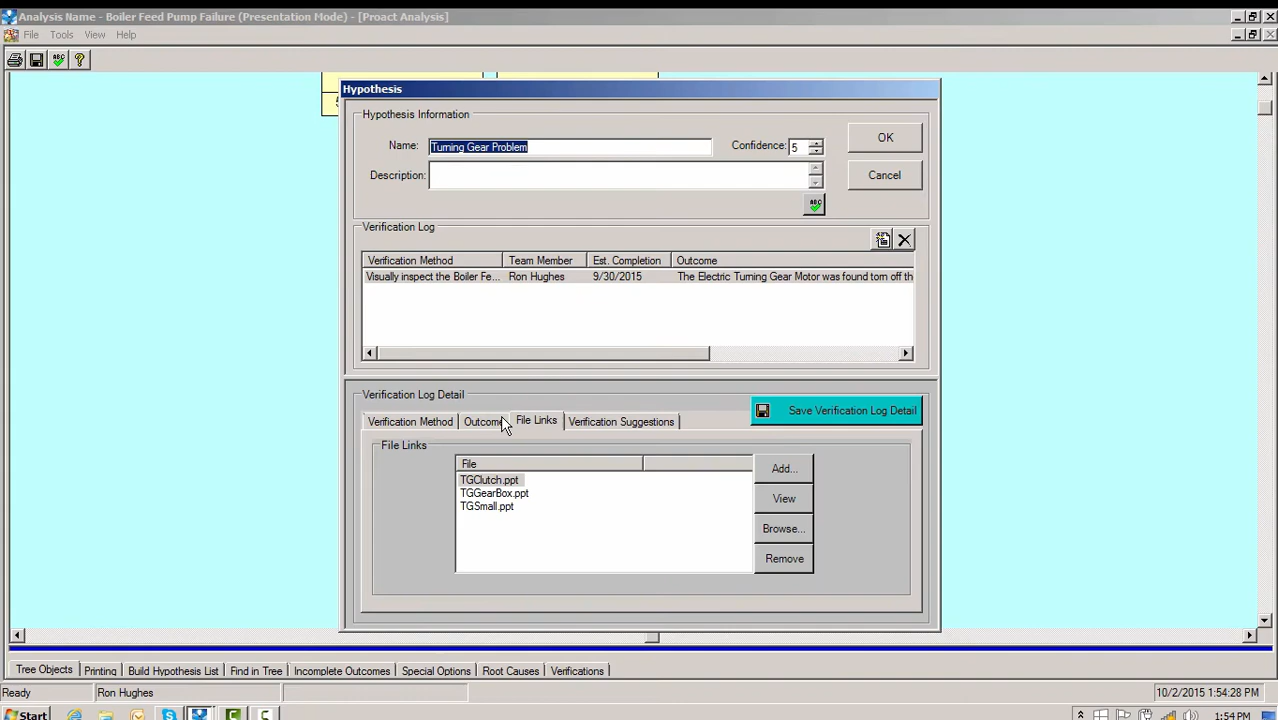 Analysis Name - Boiler Feed Pump Failure (Presentation Mode) - [Proact Analysis]
File Tools View Help
ABC ?
Hypothesis
Hypothesis Information
Name: Turning Gear Problem Confidence: 5 OK
Description: Cancel
ABC
Verification Log
Verification Method Team Member Est. Completion Outcome
Visually inspect the Boiler Fe... Ron Hughes 9/30/2015 The Electric Turning Gear Motor was found torn off th
Verification Log Detail
Save Verification Log Detail
Verification Method Outcome File Links Verification Suggestions
File Links
File Add...
TGClutch.ppt
TGGearBox.ppt View
TGSmall.ppt
Browse...
Remove
Tree Objects Printing Build Hypothesis List Find in Tree Incomplete Outcomes Special Options Root Causes Verifications
Ready Ron Hughes 10/2/2015 1:54:28 PM
Start 1:54 PM